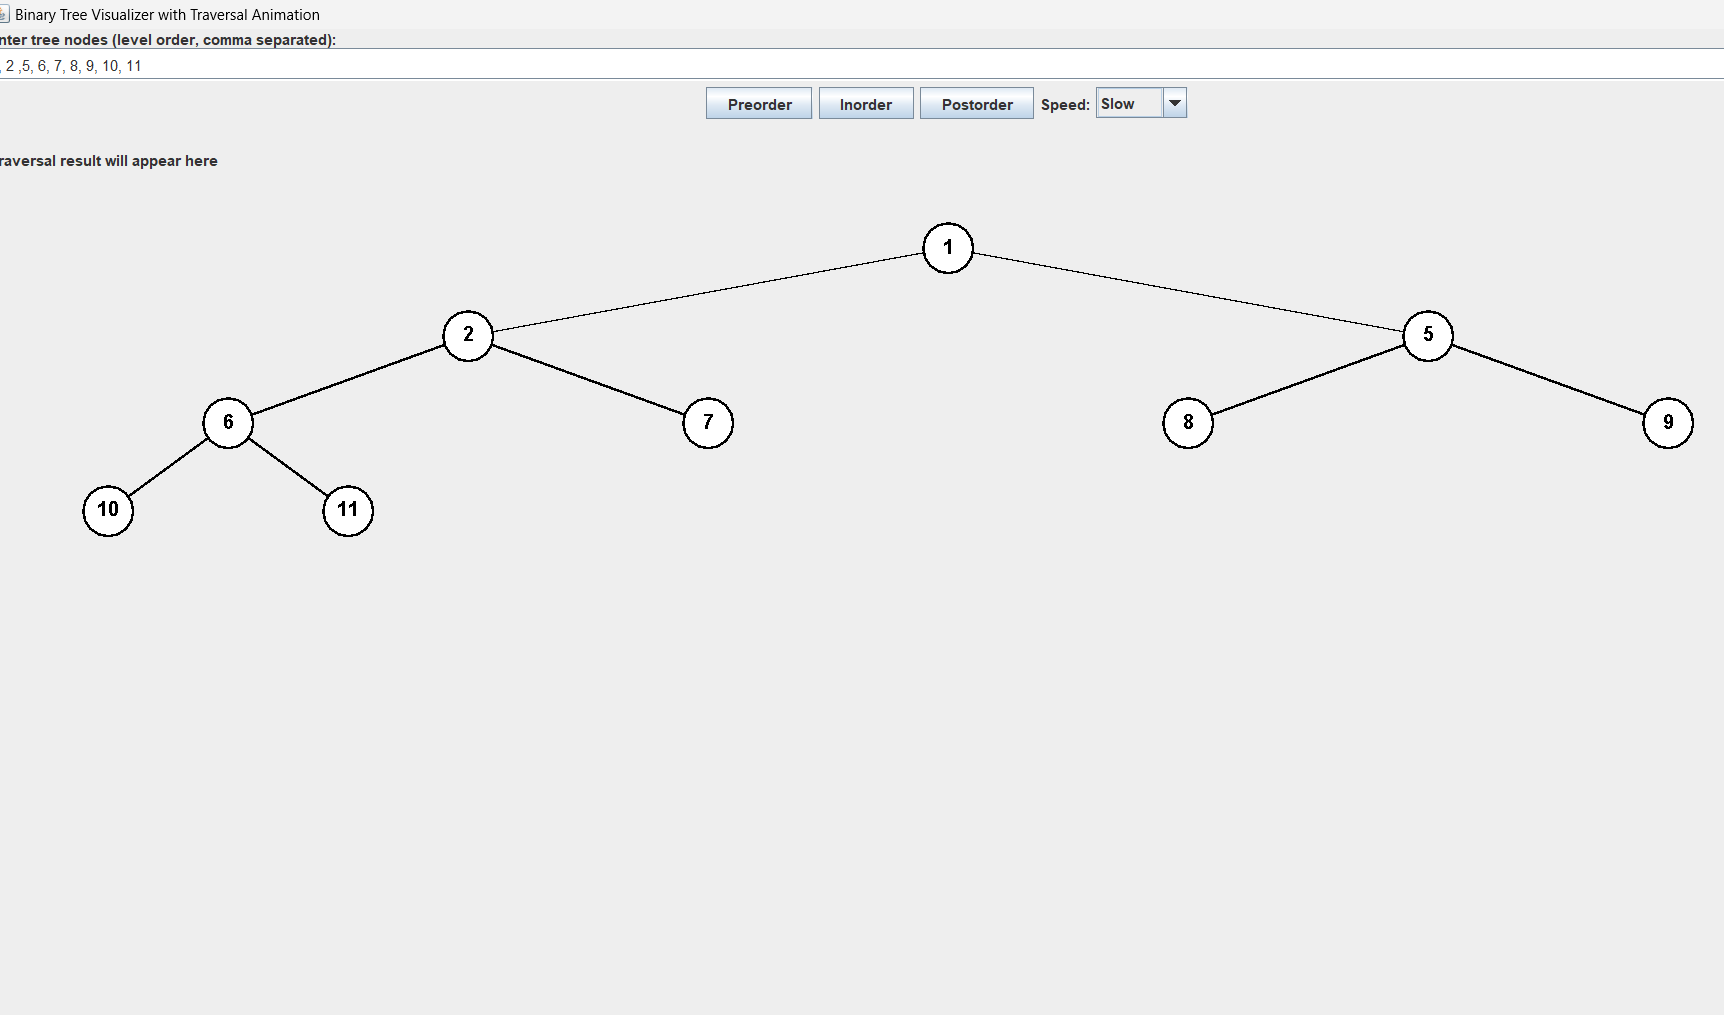 Binary Tree Visualizer with Traversal Animation
nter tree nodes (level order, comma separated):
, 2 ,5, 6, 7, 8, 9, 10, 11
Preorder Inorder Postorder Speed: Slow
raversal result will appear here
1
2 5
6 7 8 9
10 11